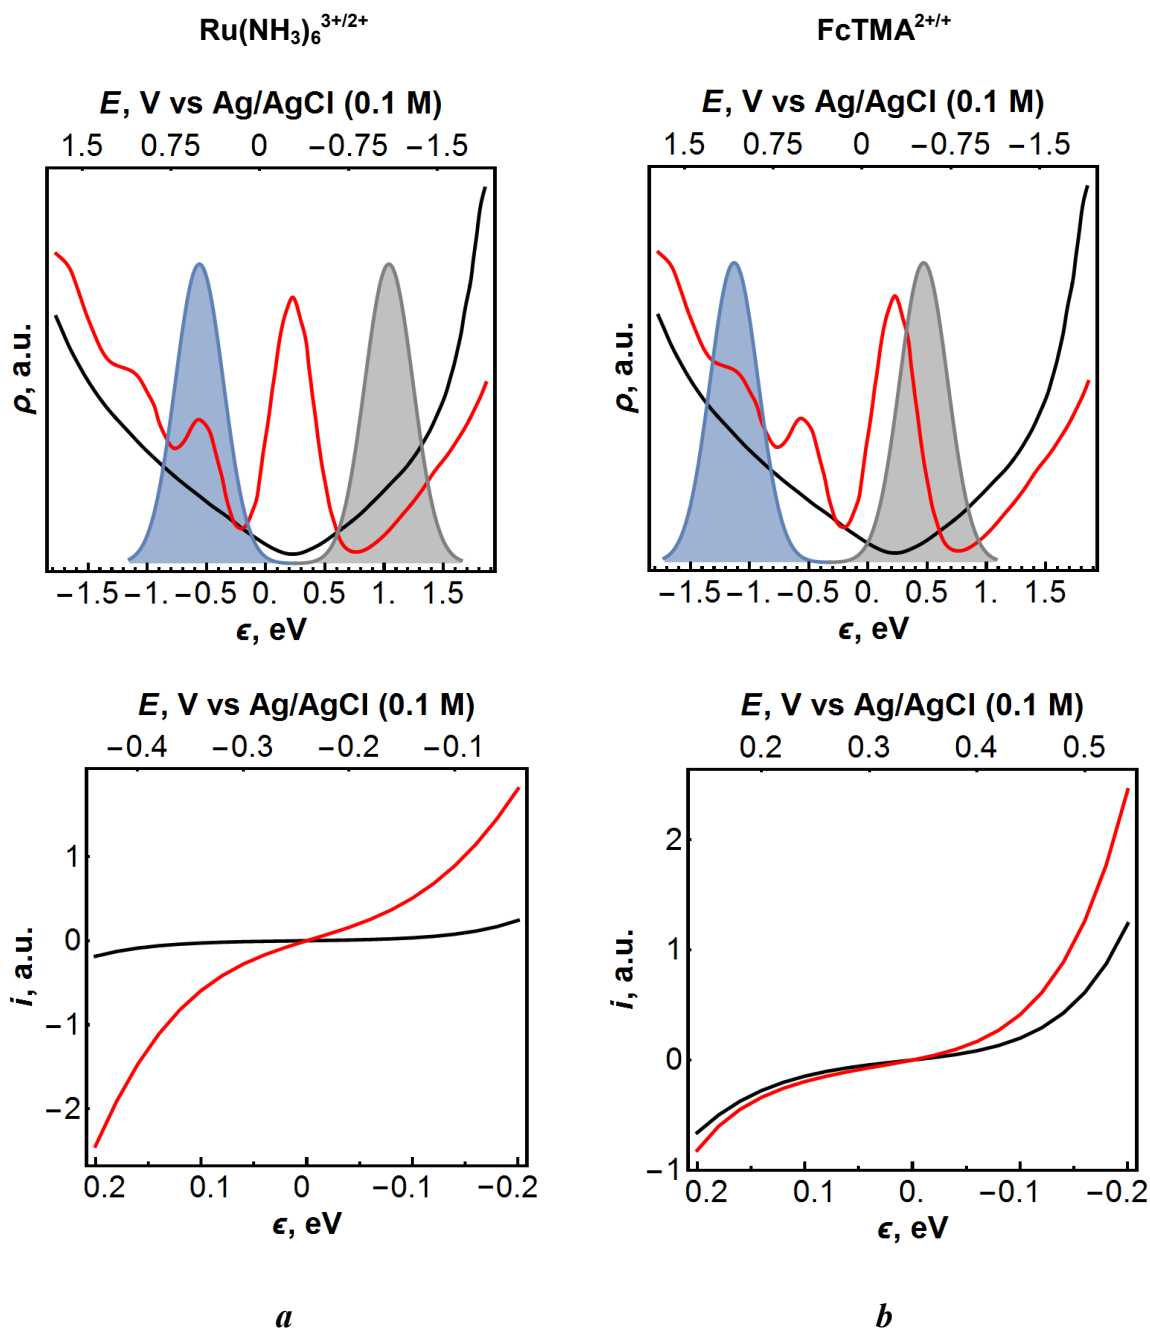 Ru(NH₃)₆³⁺/²⁺
FcTMA²⁺/⁺
E, V vs Ag/AgCl (0.1 M)
1.5 0.75 0 −0.75 −1.5
ρ, a.u.
−1.5 −1. −0.5 0. 0.5 1. 1.5
ϵ, eV
E, V vs Ag/AgCl (0.1 M)
1.5 0.75 0 −0.75 −1.5
ρ, a.u.
−1.5 −1. −0.5 0. 0.5 1. 1.5
ϵ, eV
E, V vs Ag/AgCl (0.1 M)
−0.4 −0.3 −0.2 −0.1
1
0
−1
−2
i, a.u.
0.2 0.1 0 −0.1 −0.2
ϵ, eV
E, V vs Ag/AgCl (0.1 M)
0.2 0.3 0.4 0.5
2
1
0
−1
i, a.u.
0.2 0.1 0. −0.1 −0.2
ϵ, eV
a
b